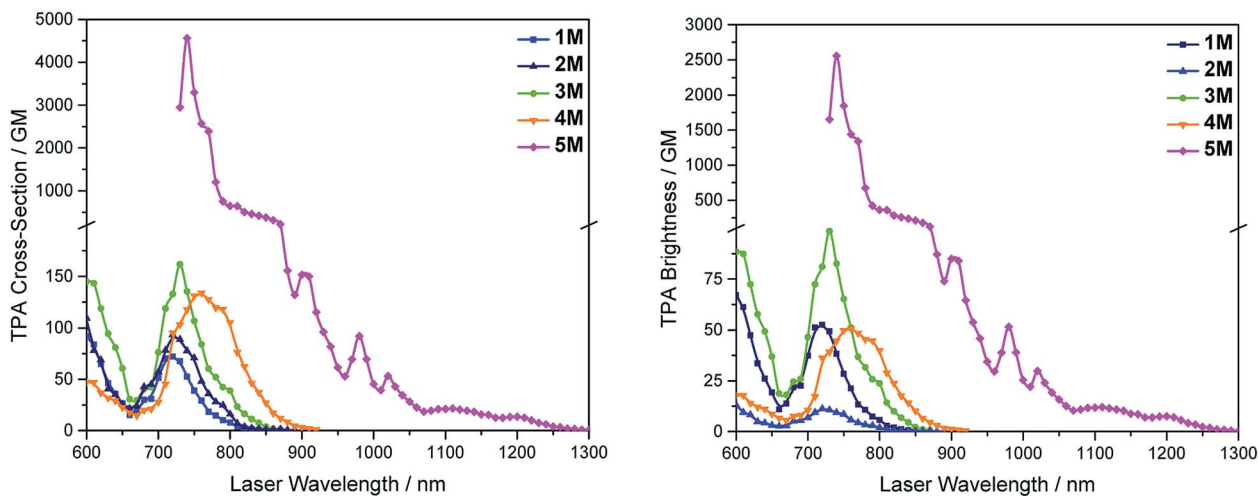 5000
4000
3000
2000
1000
150
100
50
0
TPA Cross-Section / GM
1M
2M
3M
4M
5M
600 700 800 900 1000 1100 1200 1300
Laser Wavelength / nm
3000
2500
2000
1500
1000
500
75
50
25
0
TPA Brightness / GM
1M
2M
3M
4M
5M
600 700 800 900 1000 1100 1200 1300
Laser Wavelength / nm